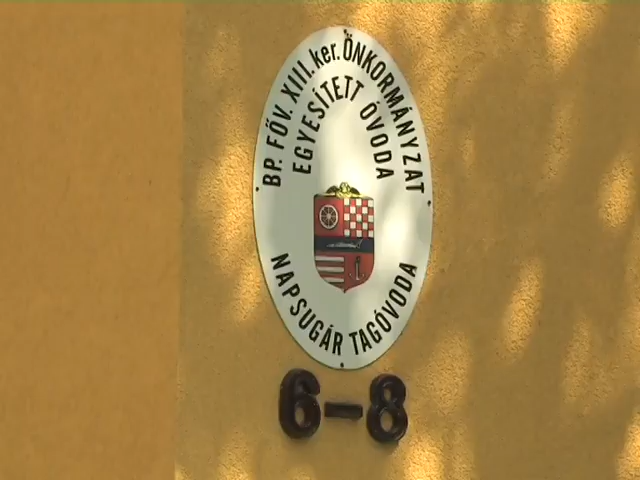 BP. FŐV. XIII. ker. ÖNKORMÁNYZAT
EGYESÍTETT ÓVODA
NAPSUGÁR TAGÓVODA
6-8